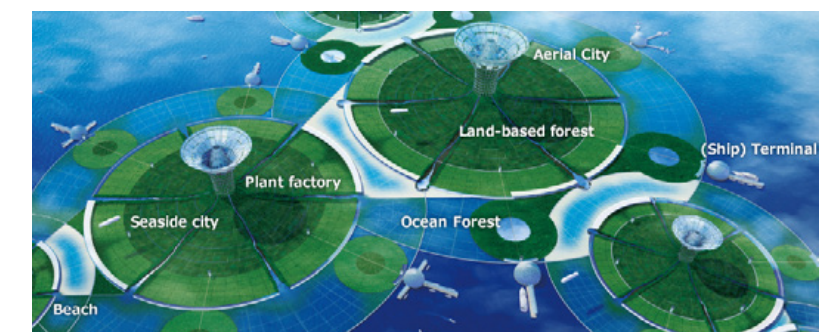 Aerial City
Land-based forest
(Ship) Terminal
Plant factory
Seaside city
Ocean Forest
Beach